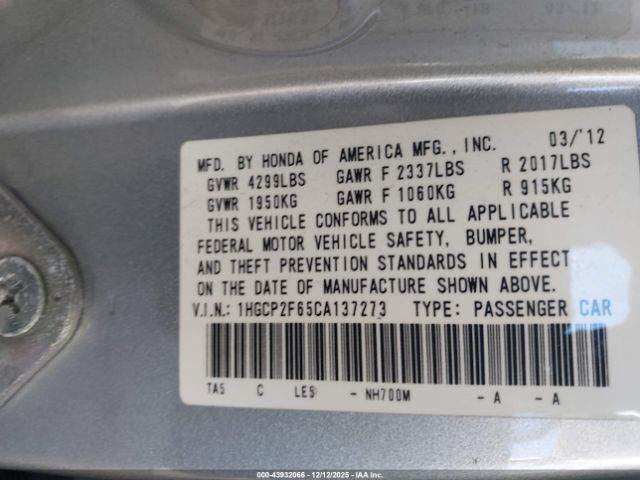 MFD. BY HONDA OF AMERICA MFG., INC. 03/'12
GVWR 4299LBS GAWR F 2337LBS R 2017LBS
GVWR 1950KG GAWR F 1060KG R 915KG
THIS VEHICLE CONFORMS TO ALL APPLICABLE
FEDERAL MOTOR VEHICLE SAFETY, BUMPER,
AND THEFT PREVENTION STANDARDS IN EFFECT
ON THE DATE OF MANUFACTURE SHOWN ABOVE.
V.I.N.: 1HGCP2F65CA137273 TYPE: PASSENGER CAR
TA5 C LES - NH700M - A - A
000-43932066 - 12/12/2025 - IAA Inc.